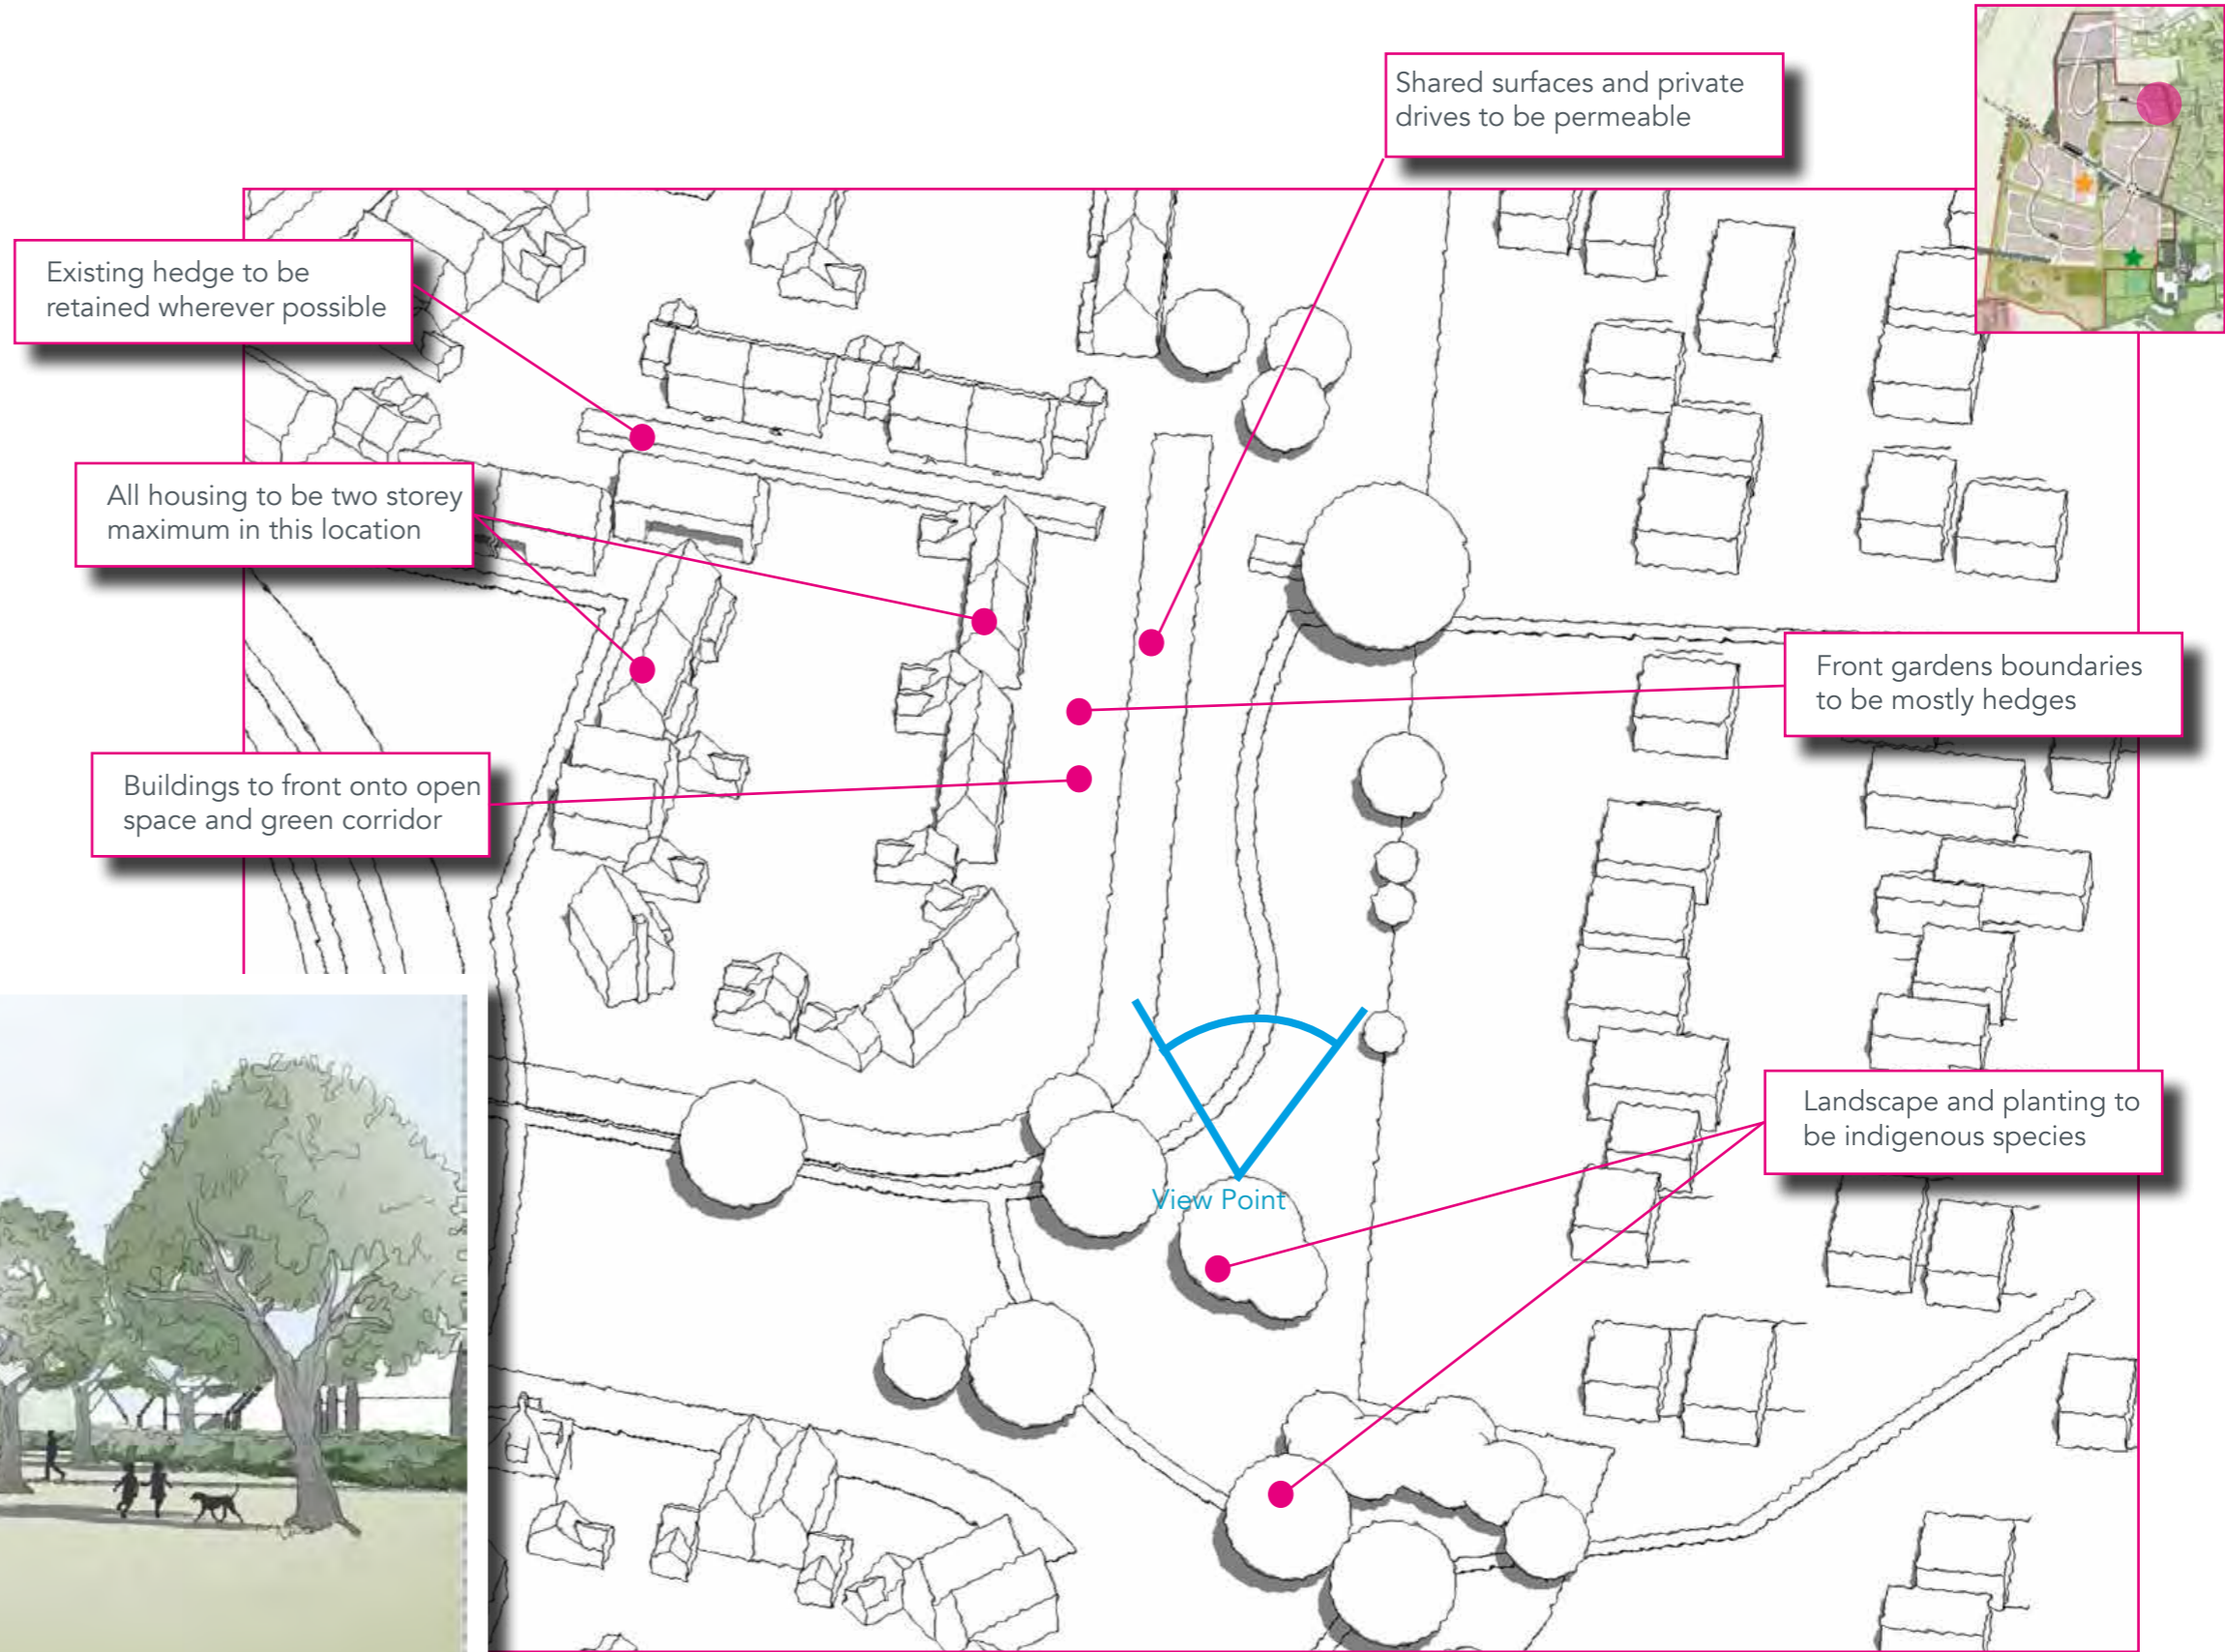 Shared surfaces and private
drives to be permeable
Existing hedge to be
retained wherever possible
All housing to be two storey
maximum in this location
Front gardens boundaries
to be mostly hedges
Buildings to front onto open
space and green corridor
Landscape and planting to
be indigenous species
View Point